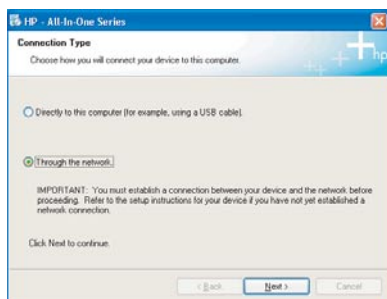 HP - All-In-One Series
Connection Type
Choose how you will connect your device to this computer.
hp
Directly to this computer (for example, using a USB cable).
Through the network.
IMPORTANT: You must establish a connection between your device and the network before
proceeding. Refer to the setup instructions for your device if you have not yet established a
network connection.
Click Next to continue.
< Back Next > Cancel